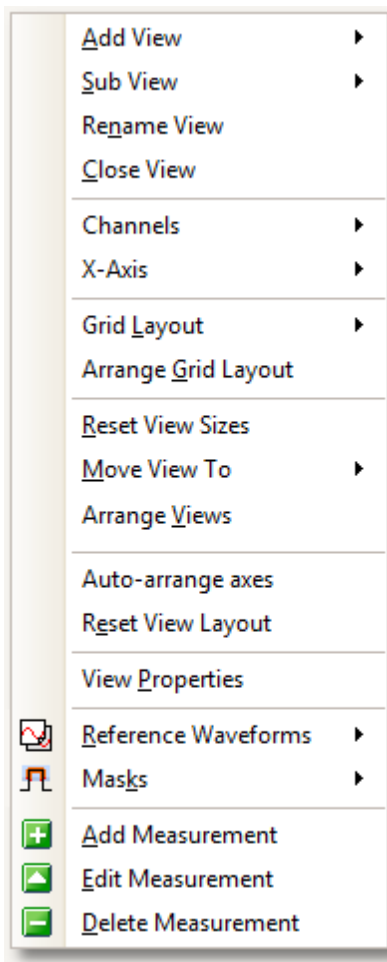 Add View
Sub View
Rename View
Close View
Channels
X-Axis
Grid Layout
Arrange Grid Layout
Reset View Sizes
Move View To
Arrange Views
Auto-arrange axes
Reset View Layout
View Properties
Reference Waveforms
Masks
Add Measurement
Edit Measurement
Delete Measurement